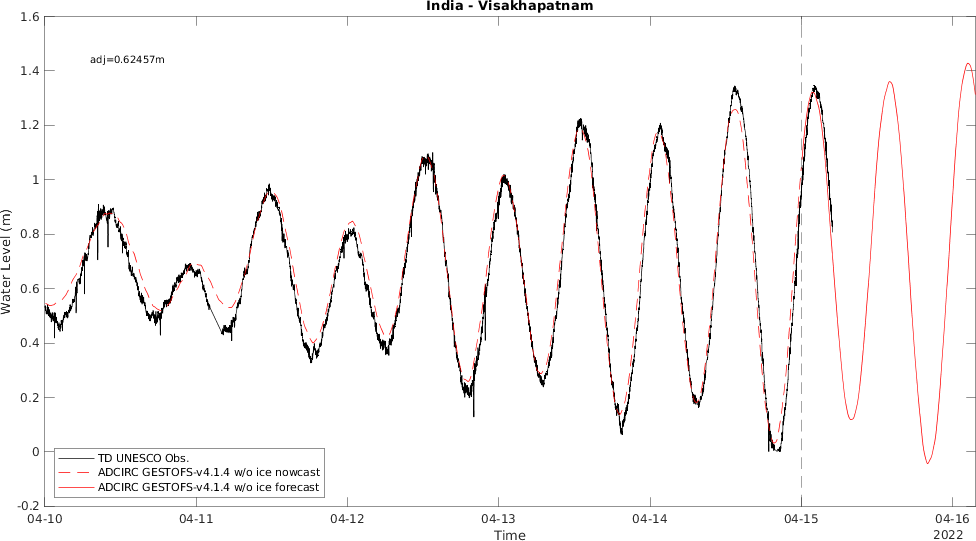 India - Visakhapatnam
1.6
1.4
1.2
1
0.8
0.6
0.4
0.2
0
-0.2
Water Level (m)
adj=0.62457m
TD UNESCO Obs.
ADCIRC GESTOFS-v4.1.4 w/o ice nowcast
ADCIRC GESTOFS-v4.1.4 w/o ice forecast
04-10 04-11 04-12 04-13 04-14 04-15 04-16
Time
2022